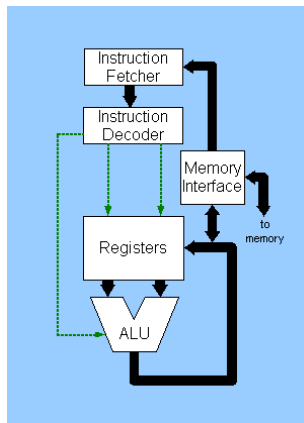 Instruction
Fetcher
Instruction
Decoder
Memory
Interface
to
memory
Registers
ALU